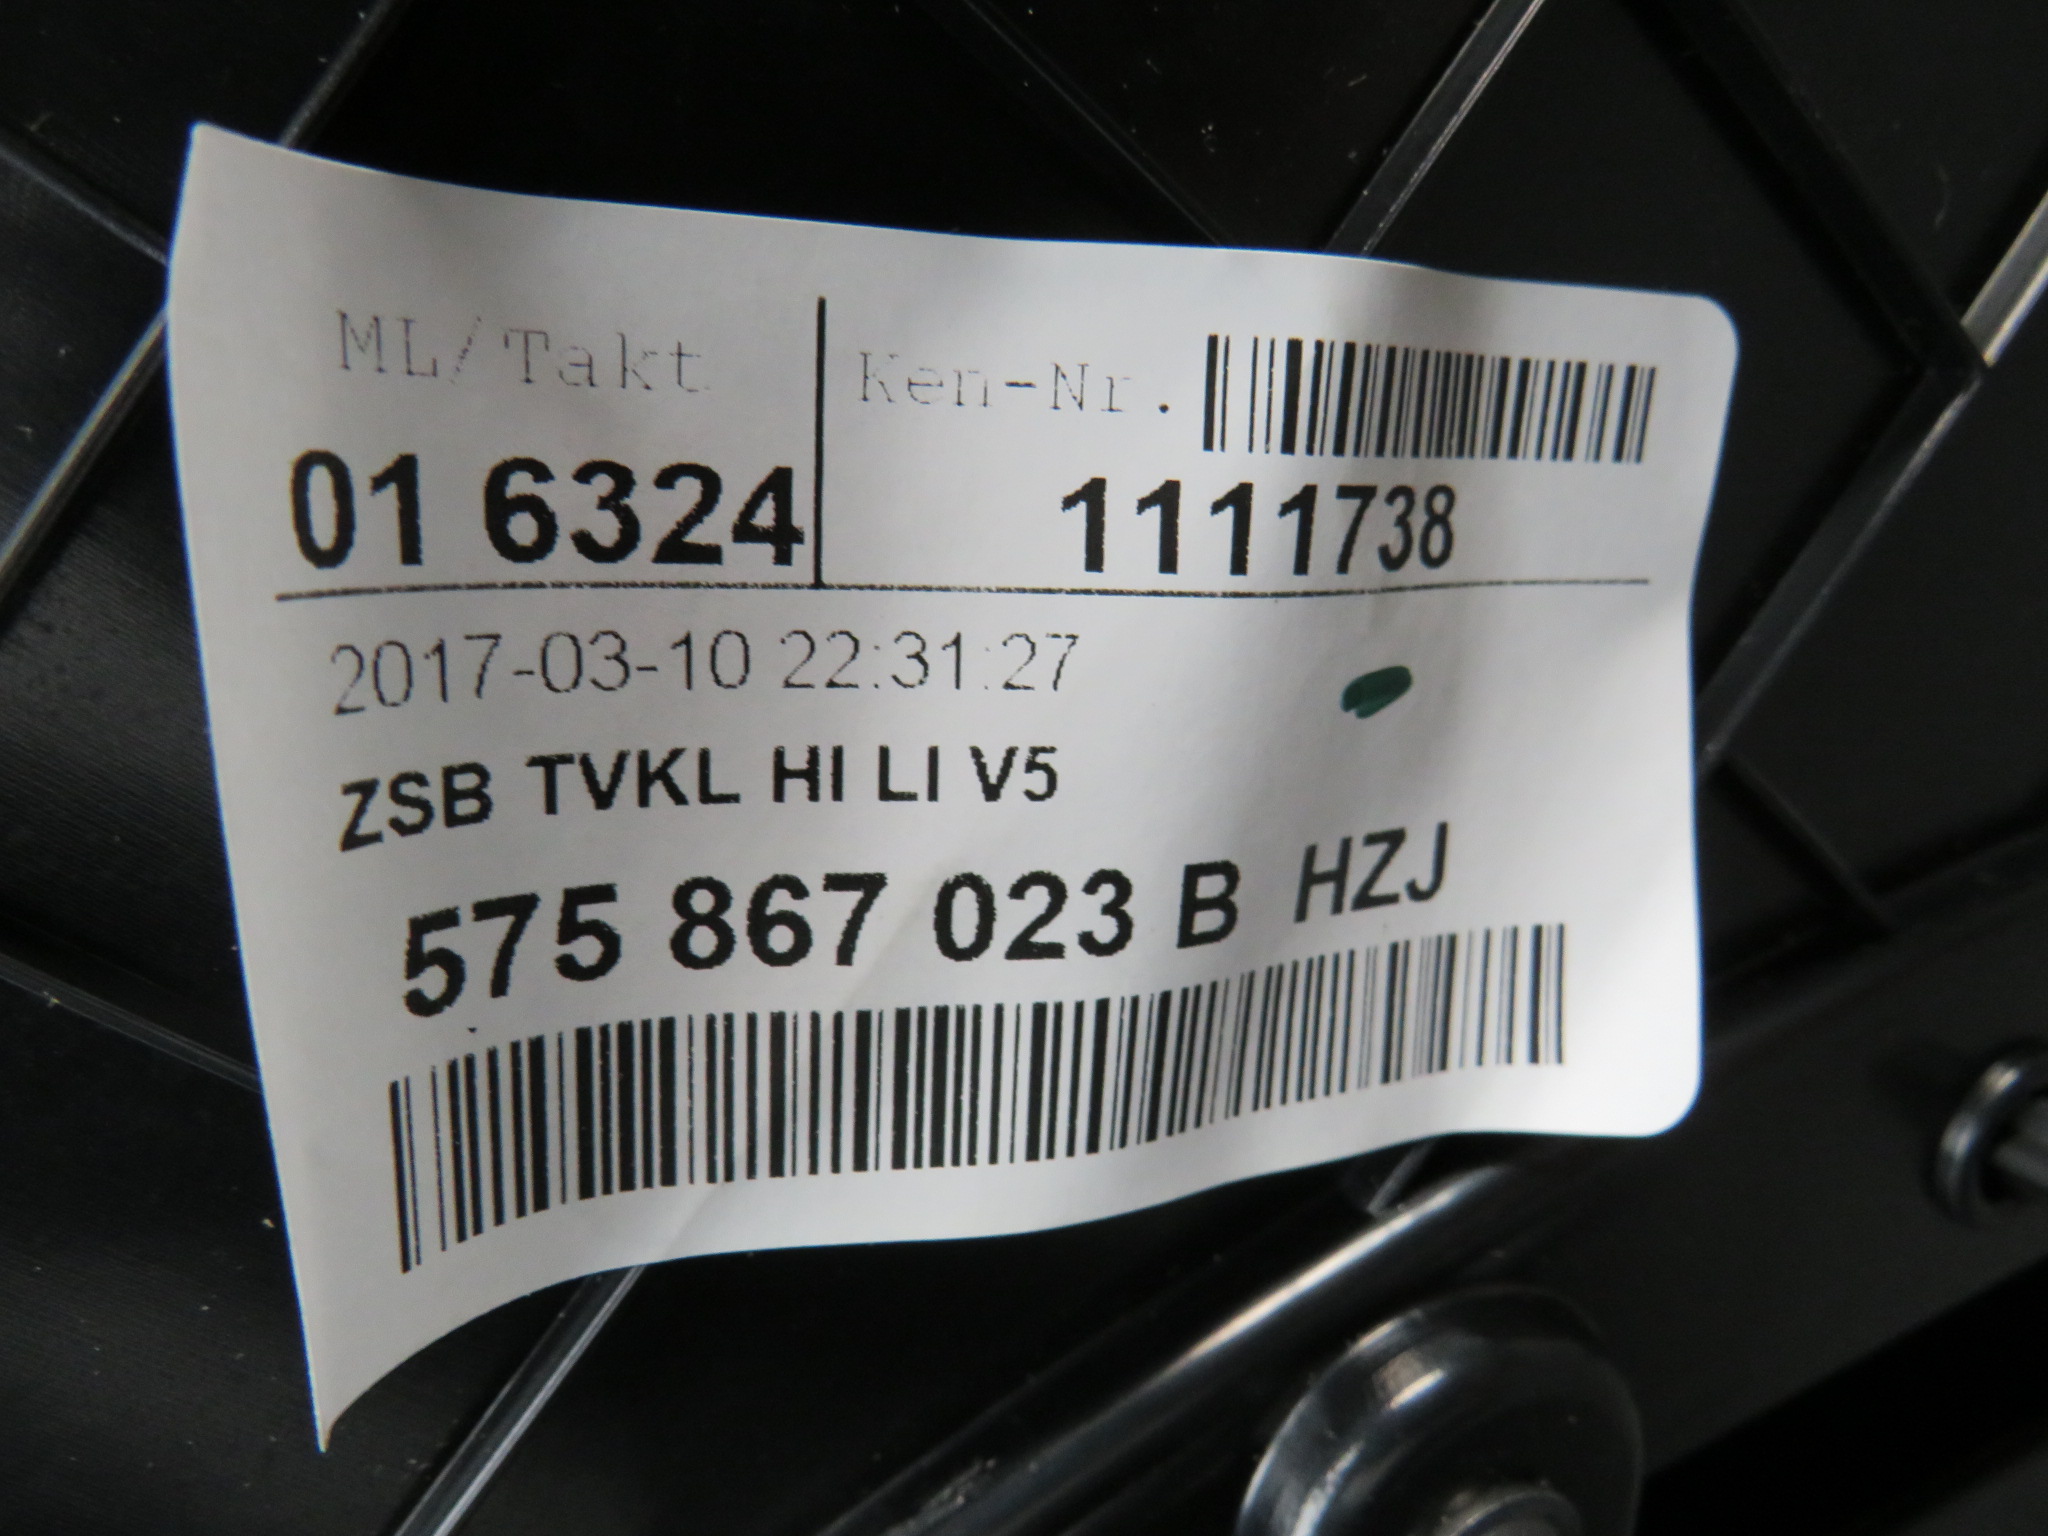 ML/Takt
Ken-Nr.
01 6324
1111738
2017-03-10 22:31:27
ZSB TVKL HI LI V5
575 867 023 B HZJ